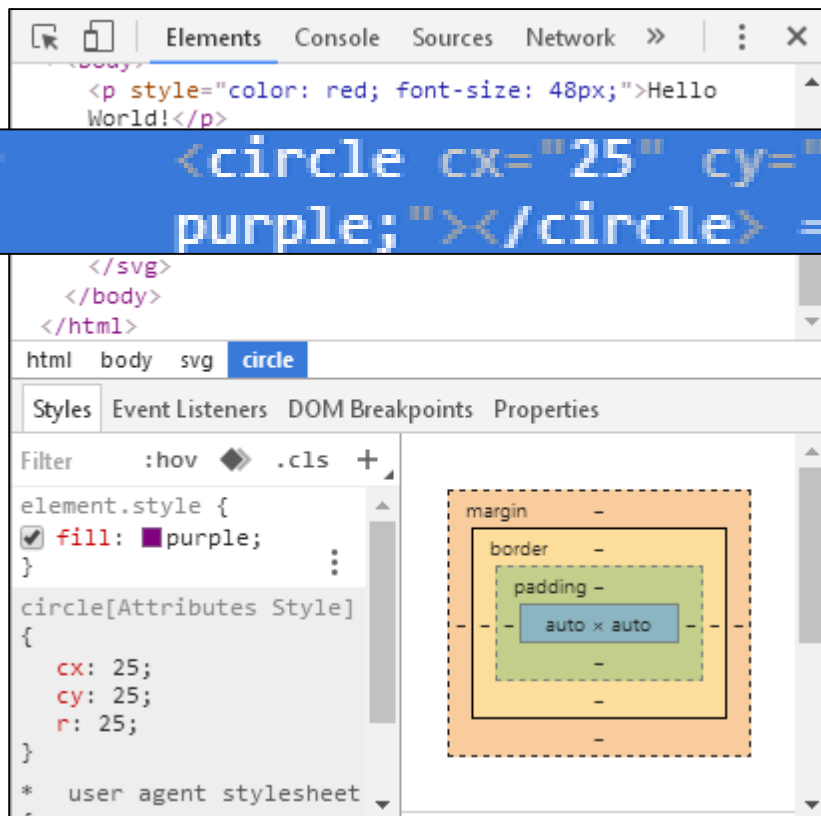 Elements Console Sources Network »
<body>
<p style="color: red; font-size: 48px;">Hello
World!</p>
<circle cx="25" cy="
purple;"></circle> =
</svg>
</body>
</html>
html body svg circle
Styles Event Listeners DOM Breakpoints Properties
Filter :hov .cls +
element.style {
fill: purple;
}
circle[Attributes Style]
{
cx: 25;
cy: 25;
r: 25;
}
* user agent stylesheet
margin –
border –
padding –
– – – auto × auto – – –
–
–
–